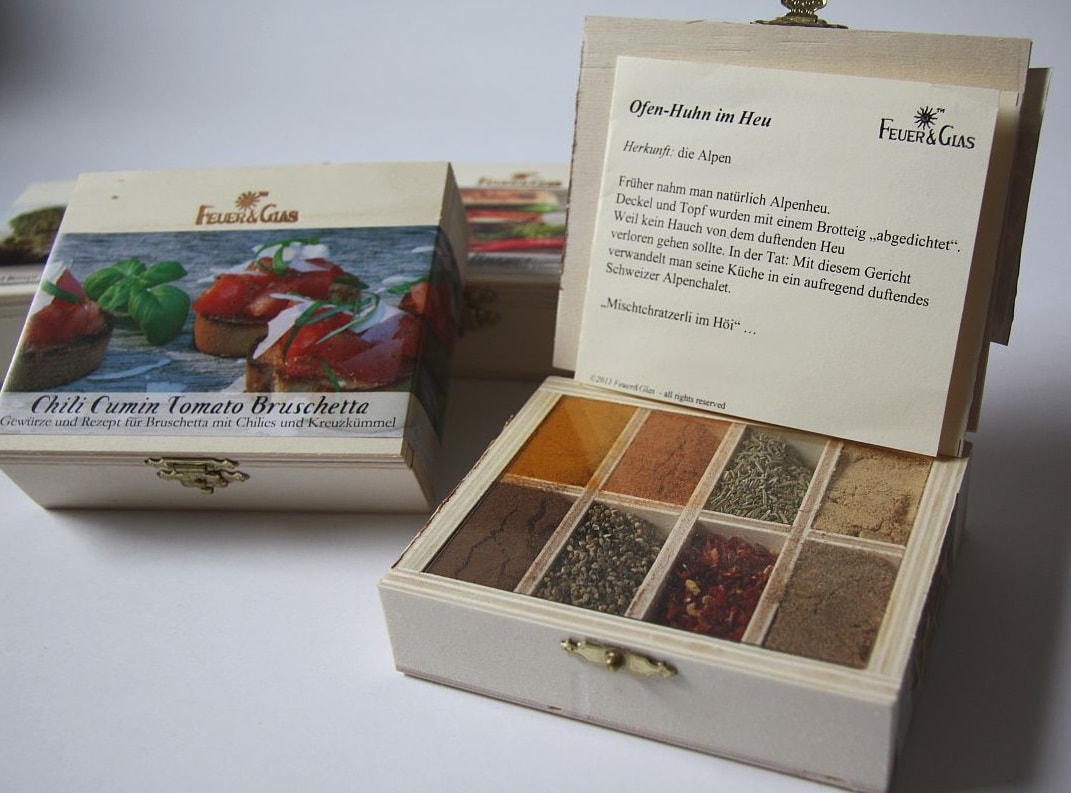 FEUER&GLAS
Chili Cumin Tomato Bruschetta
Gewürze und Rezept für Bruschetta mit Chilies und Kreuzkümmel
Ofen-Huhn im Heu
FEUER&GLAS™
Herkunft: die Alpen
Früher nahm man natürlich Alpenheu.
Deckel und Topf wurden mit einem Brotteig „abgedichtet“.
Weil kein Hauch von dem duftenden Heu
verloren gehen sollte. In der Tat: Mit diesem Gericht
verwandelt man seine Küche in ein aufregend duftendes
Schweizer Alpenchalet.
„Mischtchratzerli im Höi“ ...
©2011 Feuer&Glas - all rights reserved